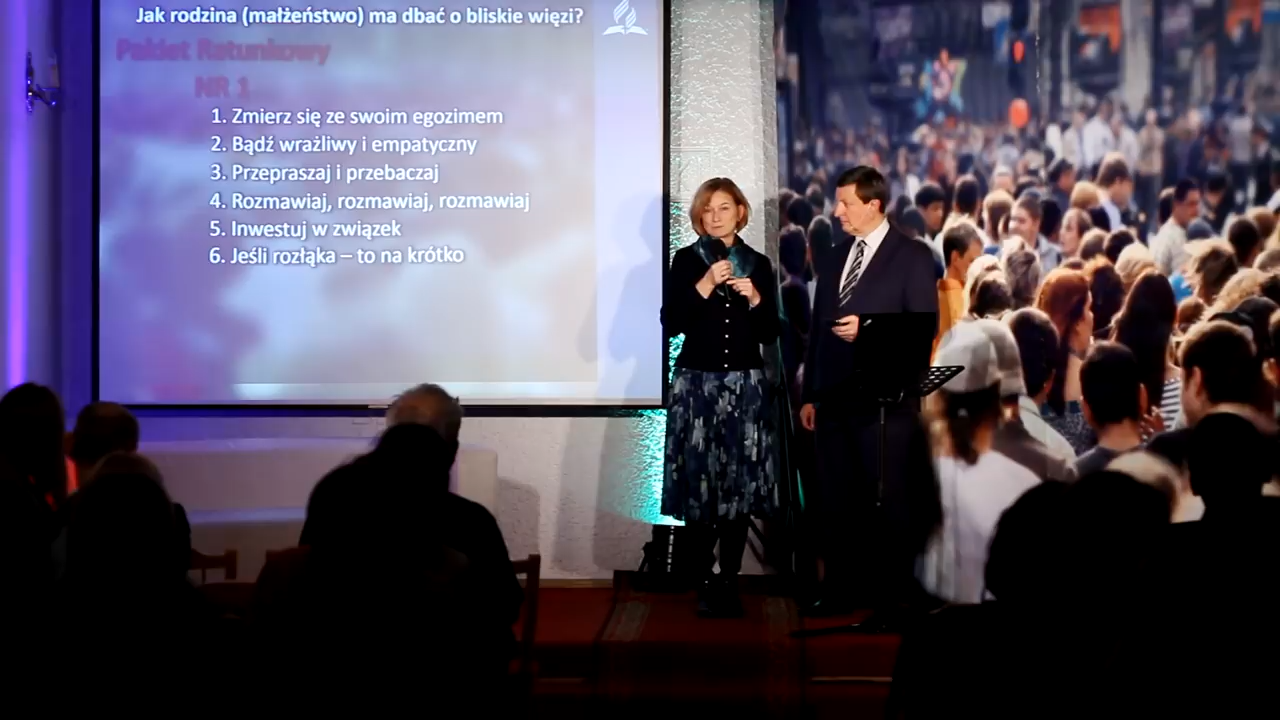 Jak rodzina (małżeństwo) ma dbać o bliskie więzi?
Pakiet Ratunkowy
NR 1
1. Zmierz się ze swoim egozimem
2. Bądź wrażliwy i empatyczny
3. Przepraszaj i przebaczaj
4. Rozmawiaj, rozmawiaj, rozmawiaj
5. Inwestuj w związek
6. Jeśli rozłąka – to na krótko